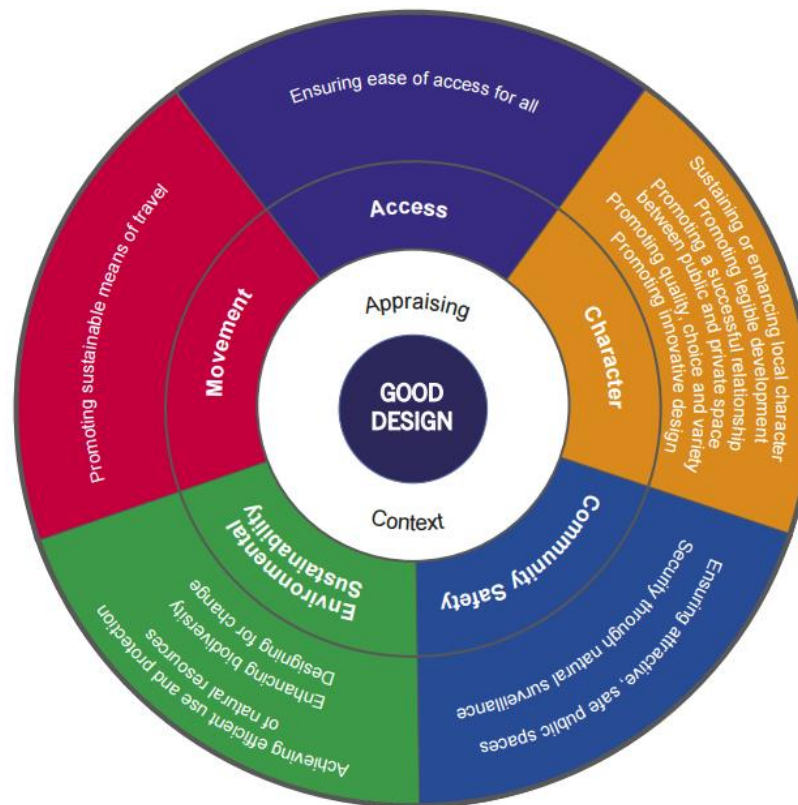 Ensuring ease of access for all
Access
Sustaining or enhancing local character
Promoting legible development
Promoting a successful relationship
between public and private space
Promoting quality, choice and variety
Promoting innovative design
Character
Ensuring attractive, safe public spaces
Security through natural surveillance
Community Safety
Achieving efficient use and protection
of natural resources
Enhancing biodiversity
Designing for change
Environmental
Sustainability
Promoting sustainable means of travel
Movement
Appraising
GOOD
DESIGN
Context